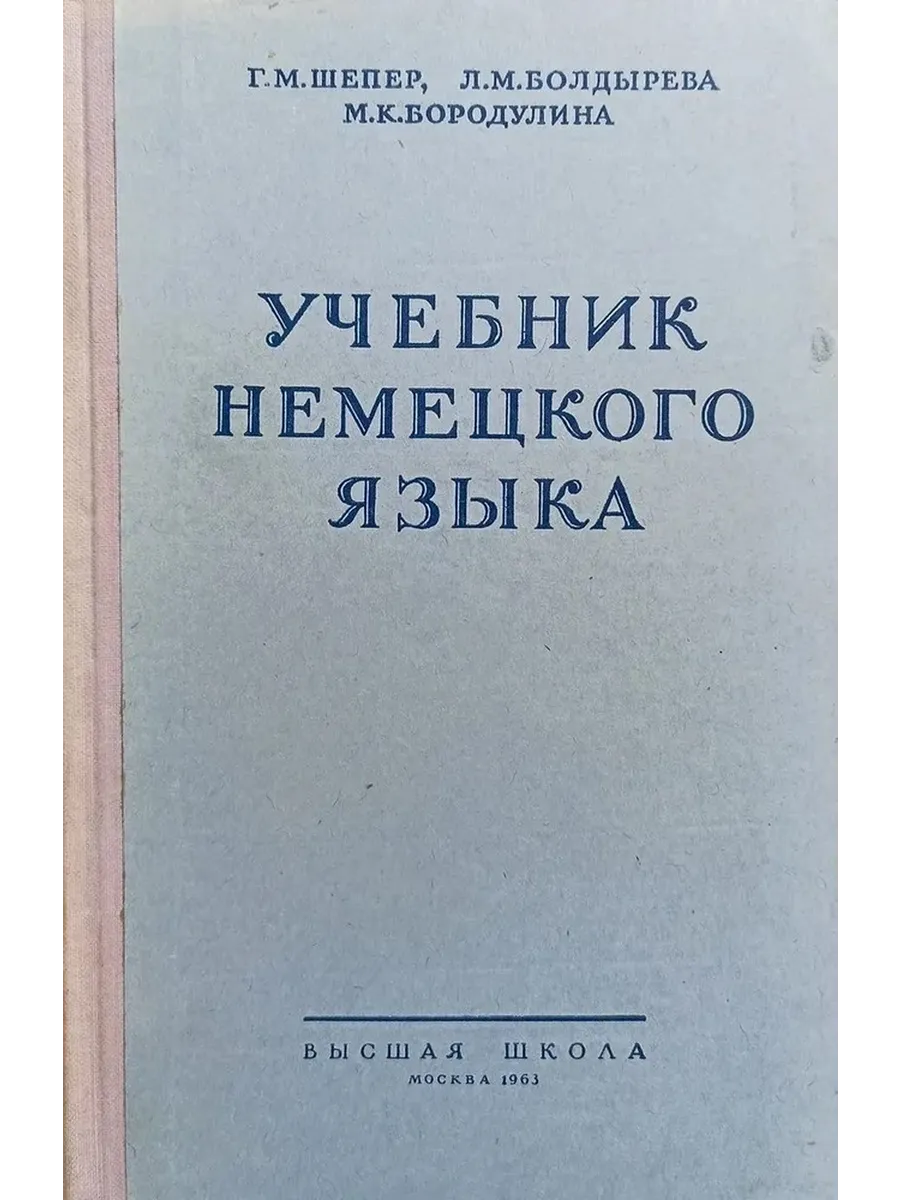 Г.М.ШЕПЕР, Л.М.БОЛДЫРЕВА
М.К.БОРОДУЛИНА
УЧЕБНИК
НЕМЕЦКОГО
ЯЗЫКА
ВЫСШАЯ ШКОЛА
МОСКВА 1963